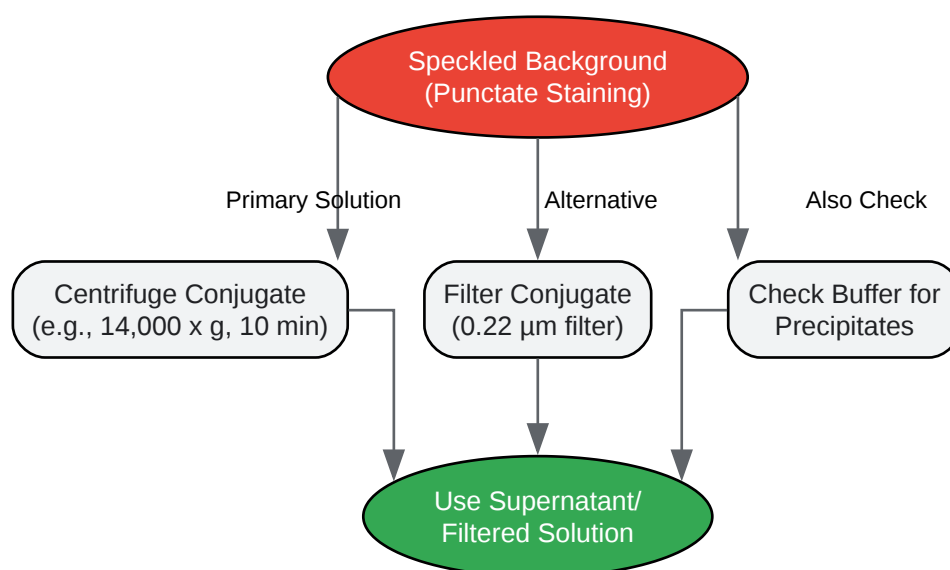 Speckled Background
(Punctate Staining)
Primary Solution
Alternative
Also Check
Centrifuge Conjugate
(e.g., 14,000 x g, 10 min)
Filter Conjugate
(0.22 µm filter)
Check Buffer for
Precipitates
Use Supernatant/
Filtered Solution